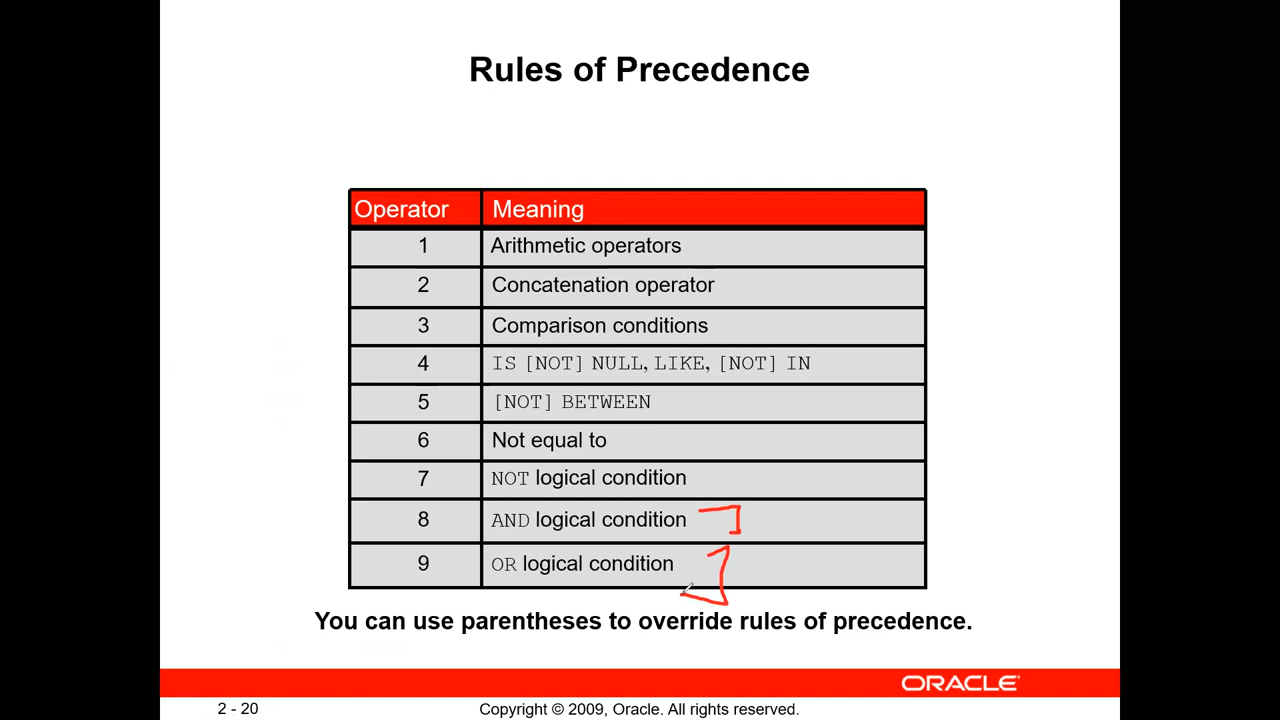 Rules of Precedence
Operator Meaning
1 Arithmetic operators
2 Concatenation operator
3 Comparison conditions
4 IS [NOT] NULL, LIKE, [NOT] IN
5 [NOT] BETWEEN
6 Not equal to
7 NOT logical condition
8 AND logical condition
9 OR logical condition
You can use parentheses to override rules of precedence.
ORACLE
2 - 20 Copyright © 2009, Oracle. All rights reserved.